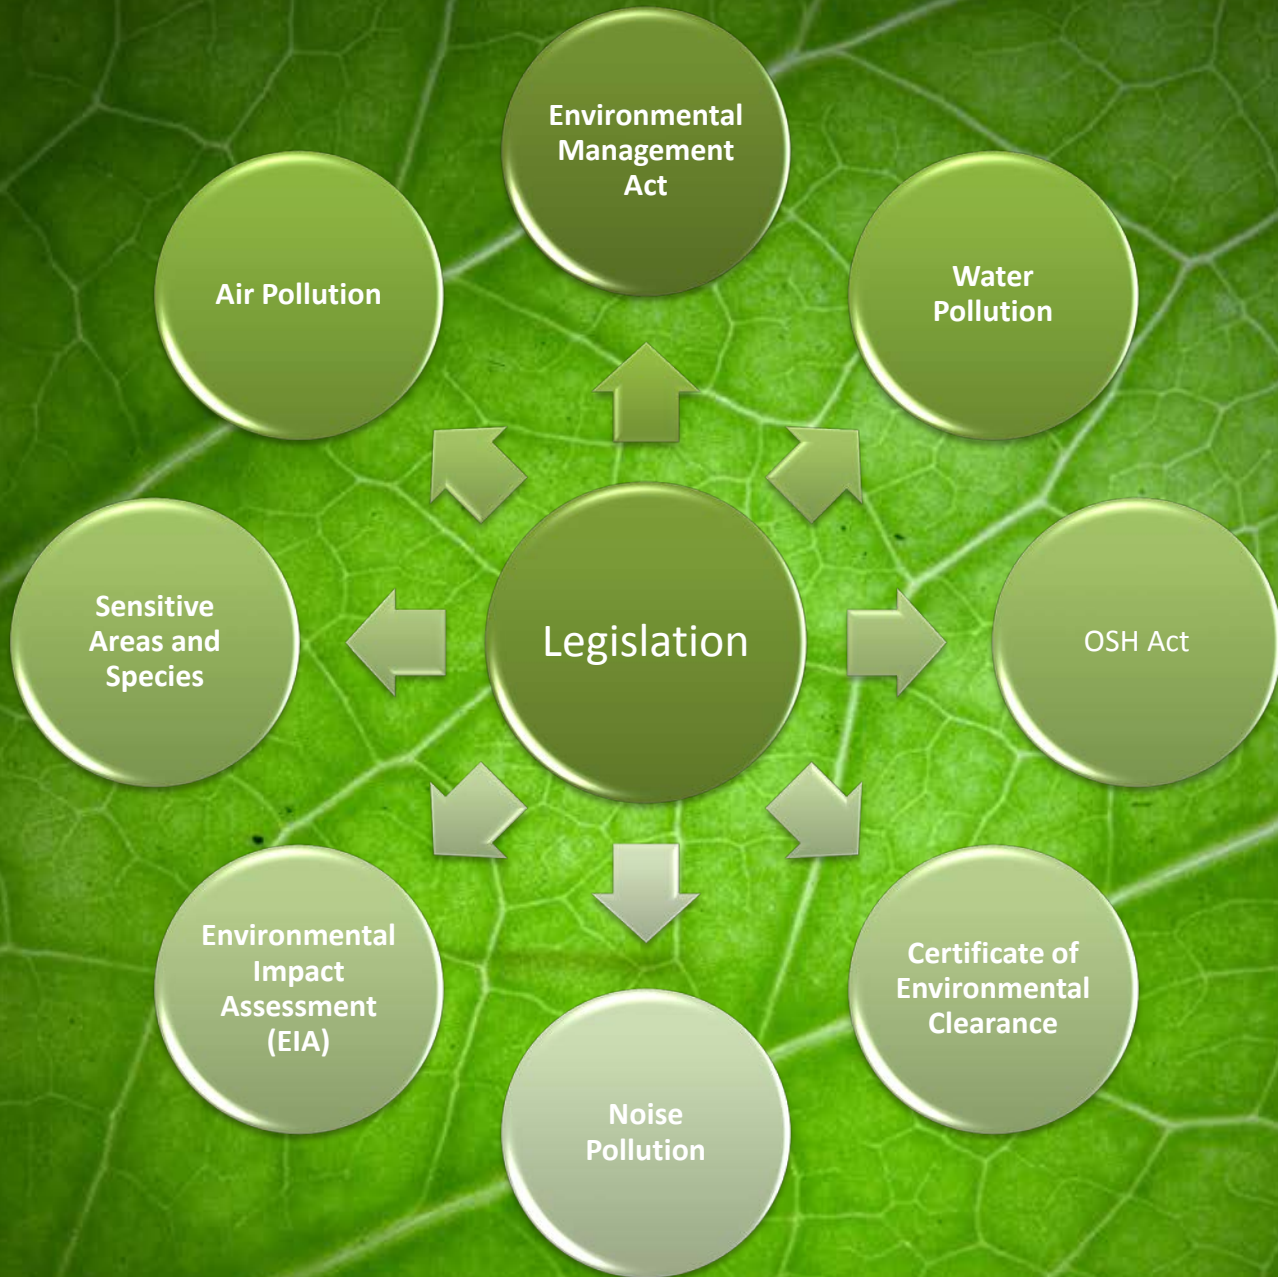 Environmental
Management
Act
Air Pollution
Water
Pollution
Sensitive
Areas and
Species
Legislation
OSH Act
Environmental
Impact
Assessment
(EIA)
Certificate of
Environmental
Clearance
Noise
Pollution